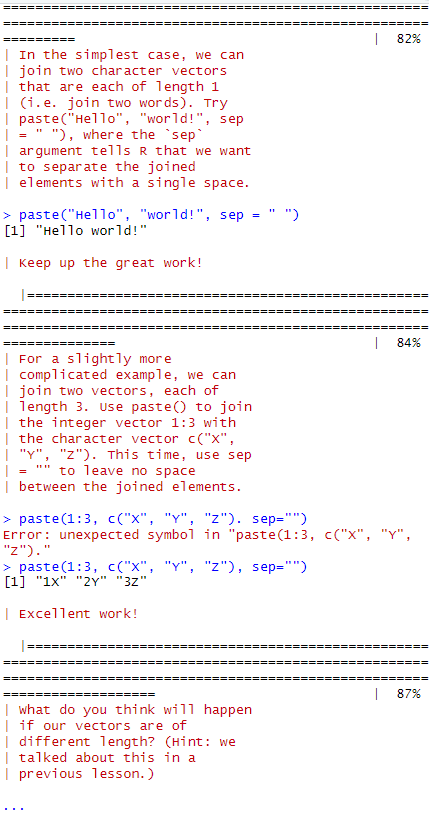 =====================================================
=====================================================
========= | 82%
| In the simplest case, we can
| join two character vectors
| that are each of length 1
| (i.e. join two words). Try
| paste("Hello", "world!", sep
| = " "), where the `sep`
| argument tells R that we want
| to separate the joined
| elements with a single space.
> paste("Hello", "world!", sep = " ")
[1] "Hello world!"
| Keep up the great work!
|==================================================
=====================================================
=====================================================
============== | 84%
| For a slightly more
| complicated example, we can
| join two vectors, each of
| length 3. Use paste() to join
| the integer vector 1:3 with
| the character vector c("X",
| "Y", "Z"). This time, use sep
| = "" to leave no space
| between the joined elements.
> paste(1:3, c("X", "Y", "Z"). sep="")
Error: unexpected symbol in "paste(1:3, c("X", "Y",
"Z")."
> paste(1:3, c("X", "Y", "Z"), sep="")
[1] "1X" "2Y" "3Z"
| Excellent work!
|==================================================
=====================================================
=====================================================
=================== | 87%
| What do you think will happen
| if our vectors are of
| different length? (Hint: we
| talked about this in a
| previous lesson.)
...